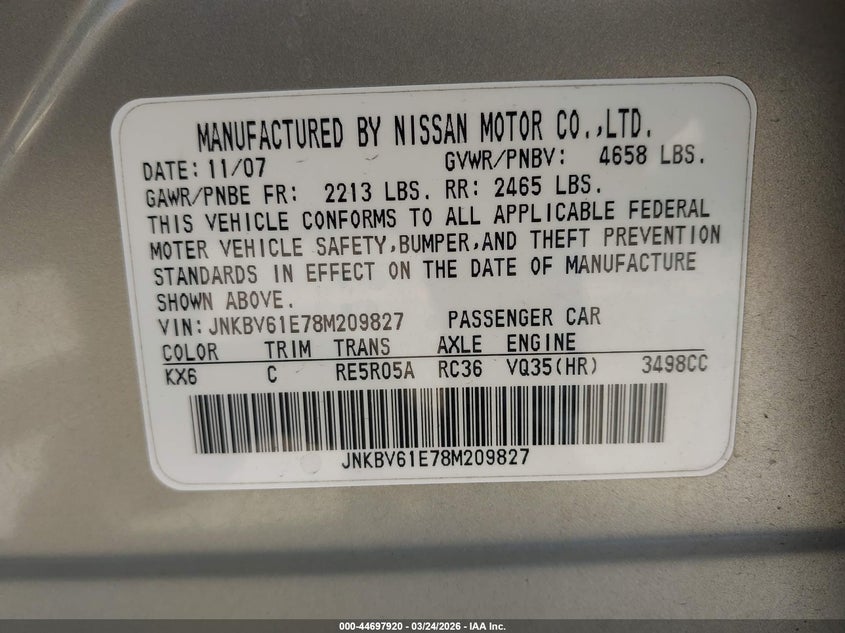 MANUFACTURED BY NISSAN MOTOR CO.,LTD.
DATE: 11/07 GVWR/PNBV: 4658 LBS.
GAWR/PNBE FR: 2213 LBS. RR: 2465 LBS.
THIS VEHICLE CONFORMS TO ALL APPLICABLE FEDERAL
MOTER VEHICLE SAFETY,BUMPER,AND THEFT PREVENTION
STANDARDS IN EFFECT ON THE DATE OF MANUFACTURE
SHOWN ABOVE.
VIN: JNKBV61E78M209827 PASSENGER CAR
COLOR TRIM TRANS AXLE ENGINE
KX6 C RE5R05A RC36 VQ35(HR) 3498CC
JNKBV61E78M209827
000-44697920 - 03/24/2026 - IAA Inc.